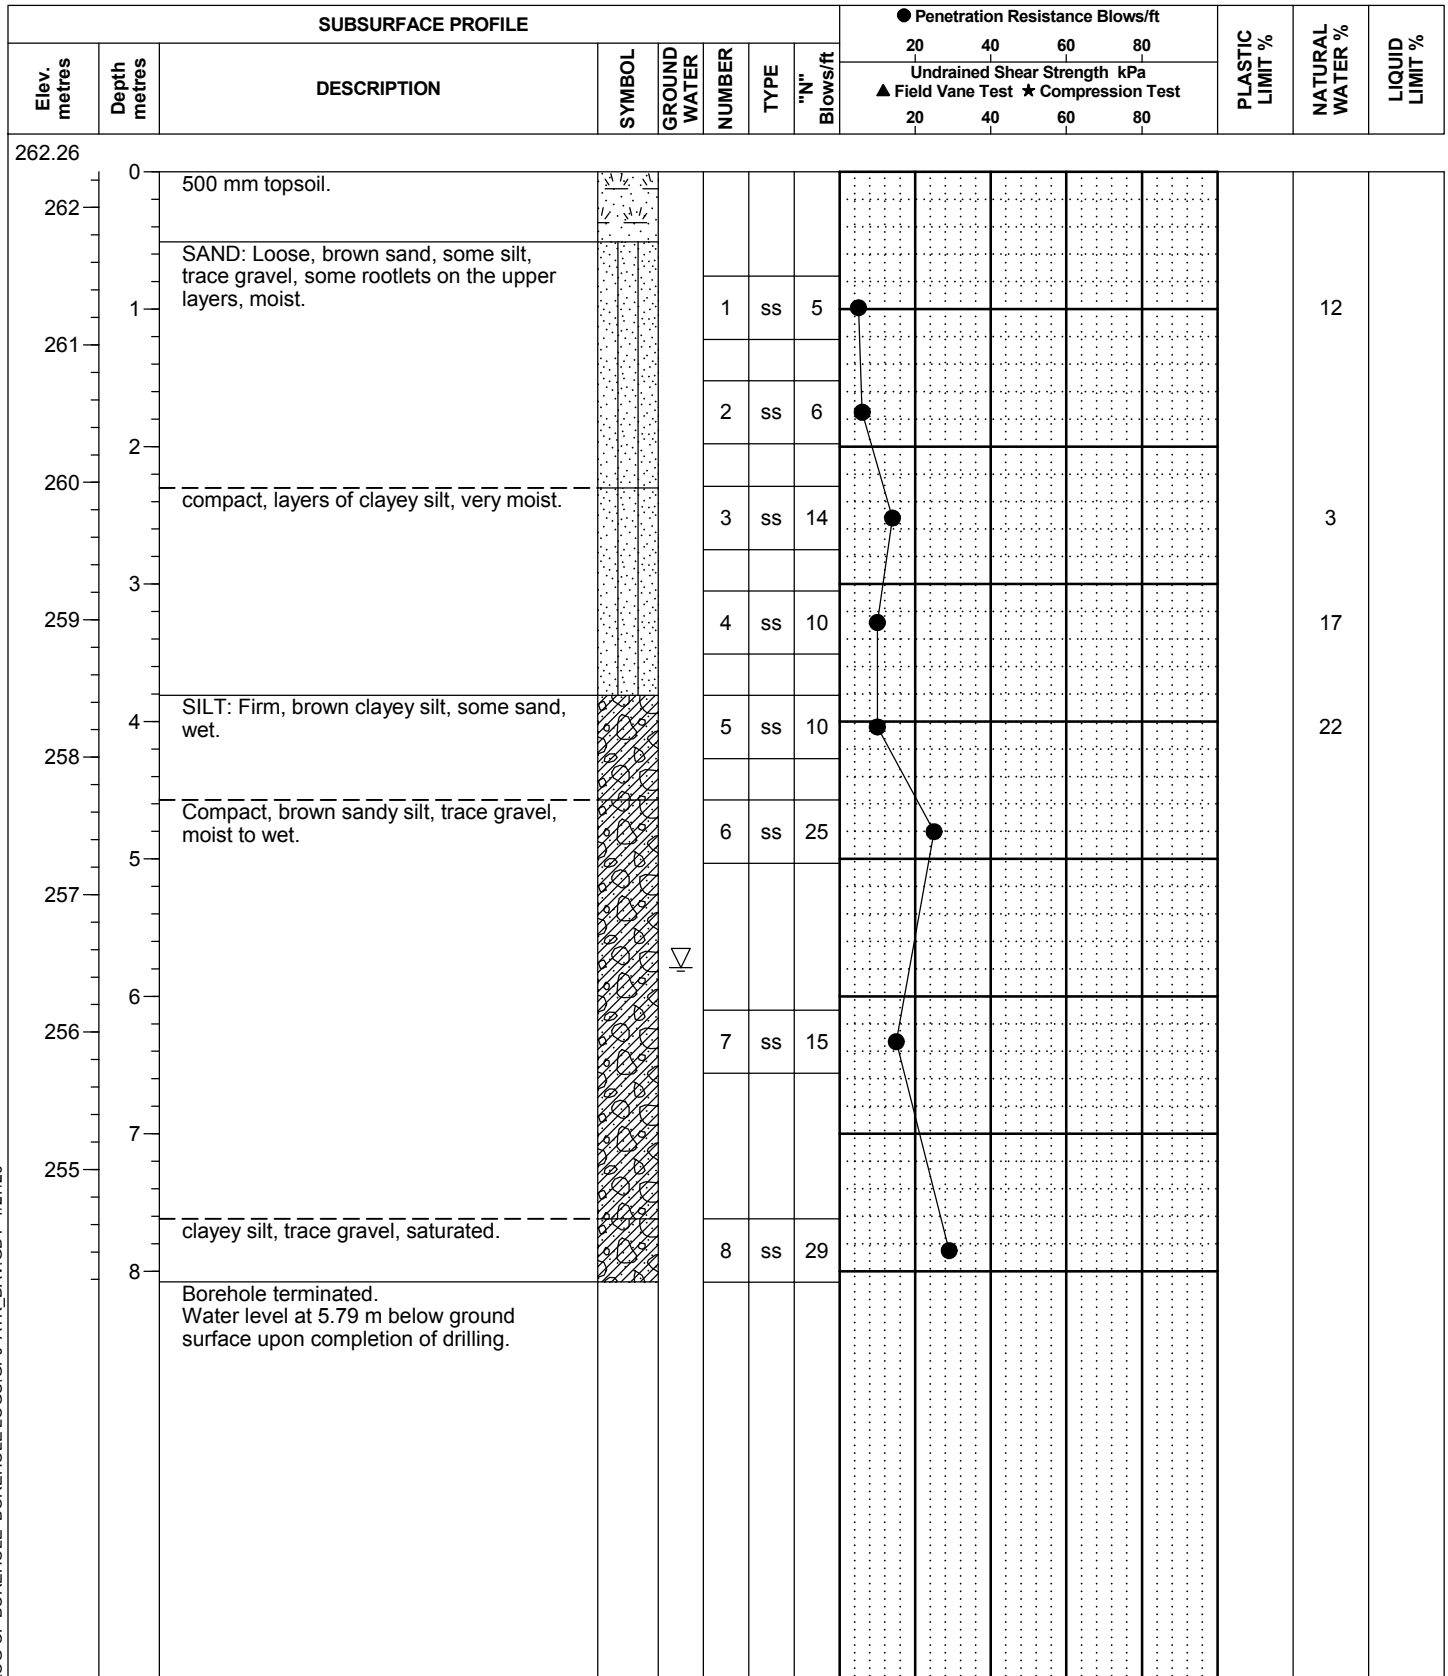 SUBSURFACE PROFILE
● Penetration Resistance Blows/ft
20 40 60 80
Undrained Shear Strength kPa
▲ Field Vane Test ★ Compression Test
20 40 60 80
Elev.
metres
Depth
metres
DESCRIPTION
SYMBOL
GROUND
WATER
NUMBER
TYPE
"N"
Blows/ft
PLASTIC
LIMIT %
NATURAL
WATER %
LIQUID
LIMIT %
262.26
0
500 mm topsoil.
262
SAND: Loose, brown sand, some silt,
trace gravel, some rootlets on the upper
layers, moist.
1
1 ss 5
12
261
2 ss 6
2
260
compact, layers of clayey silt, very moist.
3 ss 14
3
3
259
4 ss 10
17
SILT: Firm, brown clayey silt, some sand,
wet.
4
5 ss 10
22
258
Compact, brown sandy silt, trace gravel,
moist to wet.
6 ss 25
5
257
6
256
7 ss 15
7
255
clayey silt, trace gravel, saturated.
8 ss 29
8
Borehole terminated.
Water level at 5.79 m below ground
surface upon completion of drilling.